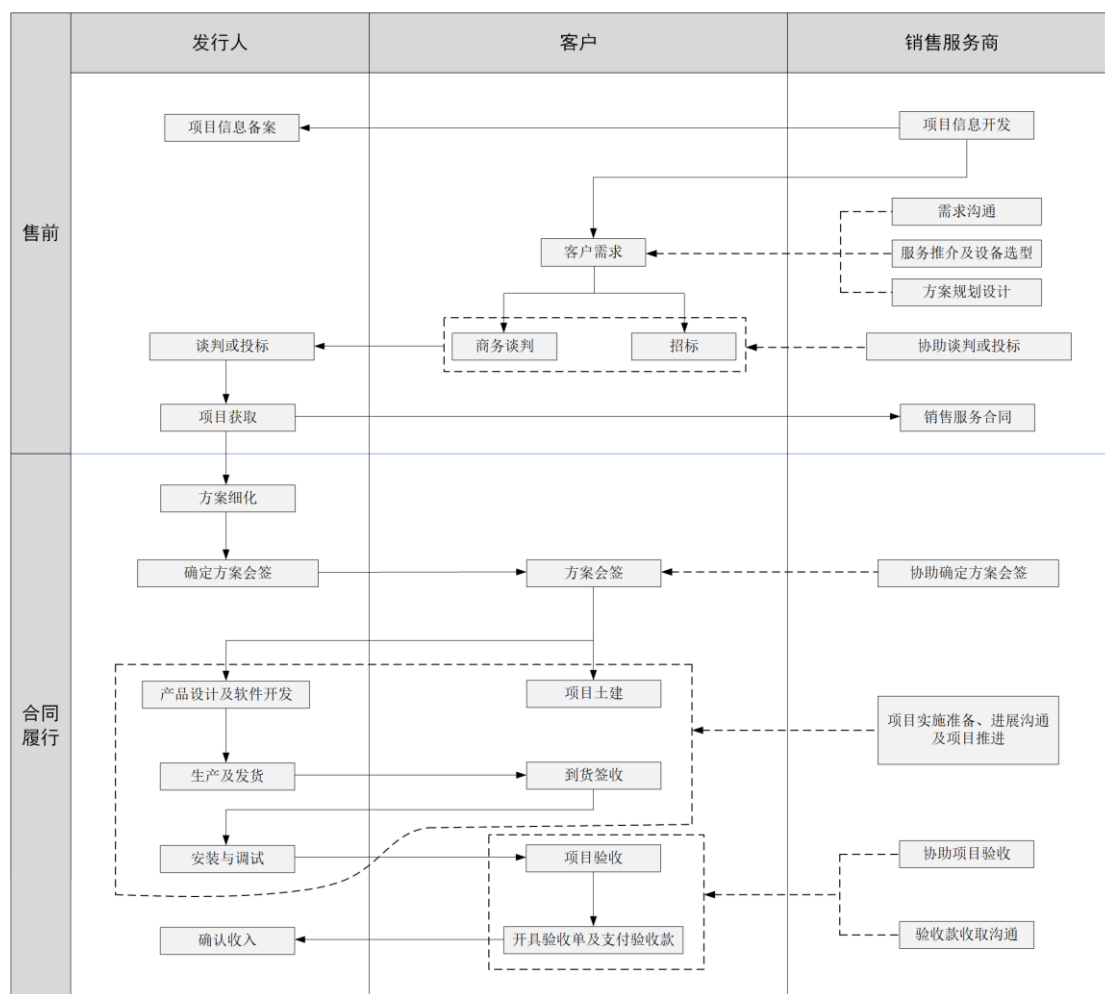 发行人
客户
销售服务商
售前
项目信息备案
项目信息开发
需求沟通
客户需求
服务推介及设备选型
方案规划设计
谈判或投标
商务谈判
招标
协助谈判或投标
项目获取
销售服务合同
合同
履行
方案细化
确定方案会签
方案会签
协助确定方案会签
产品设计及软件开发
项目土建
项目实施准备、进展沟通
及项目推进
生产及发货
到货签收
安装与调试
项目验收
协助项目验收
确认收入
开具验收单及支付验收款
验收款收取沟通